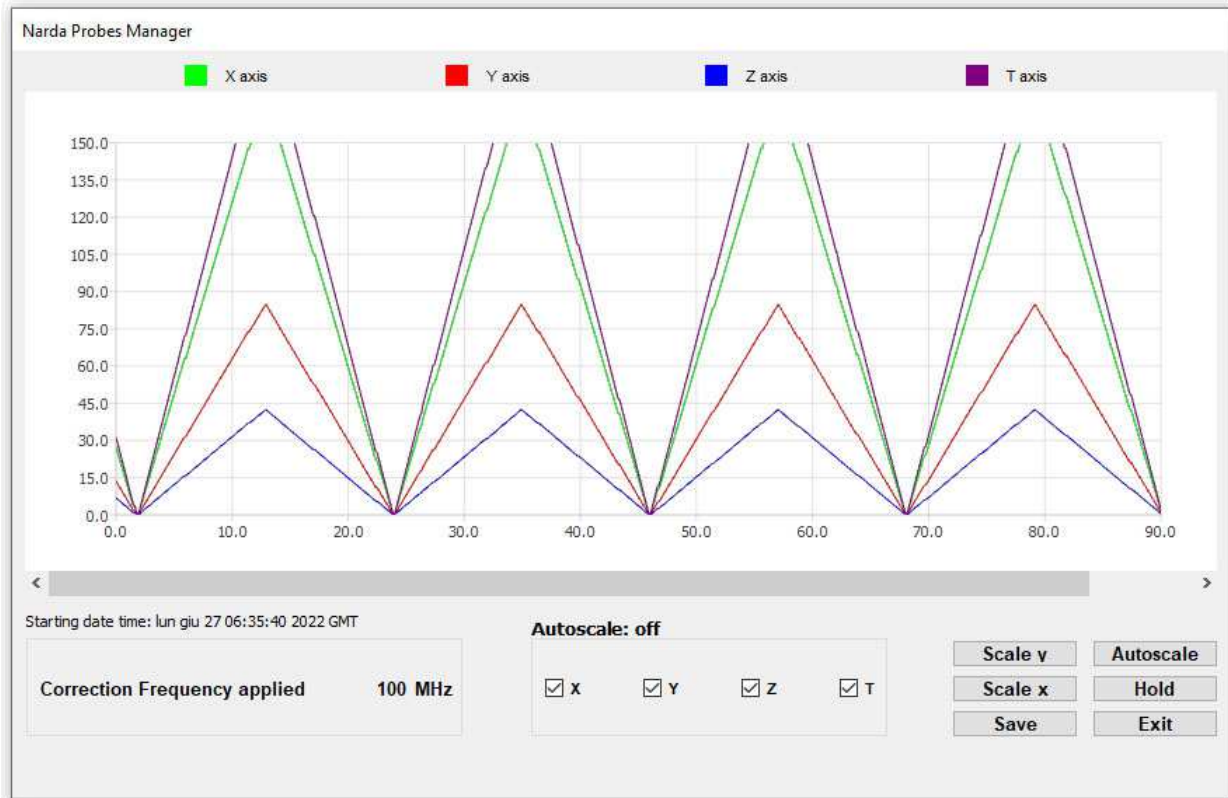 Narda Probes Manager
X axis Y axis Z axis T axis
150.0
135.0
120.0
105.0
90.0
75.0
60.0
45.0
30.0
15.0
0.0
0.0 10.0 20.0 30.0 40.0 50.0 60.0 70.0 80.0 90.0
Starting date time: lun giu 27 06:35:40 2022 GMT
Autoscale: off
Correction Frequency applied 100 MHz
X Y Z T
Scale y Autoscale
Scale x Hold
Save Exit